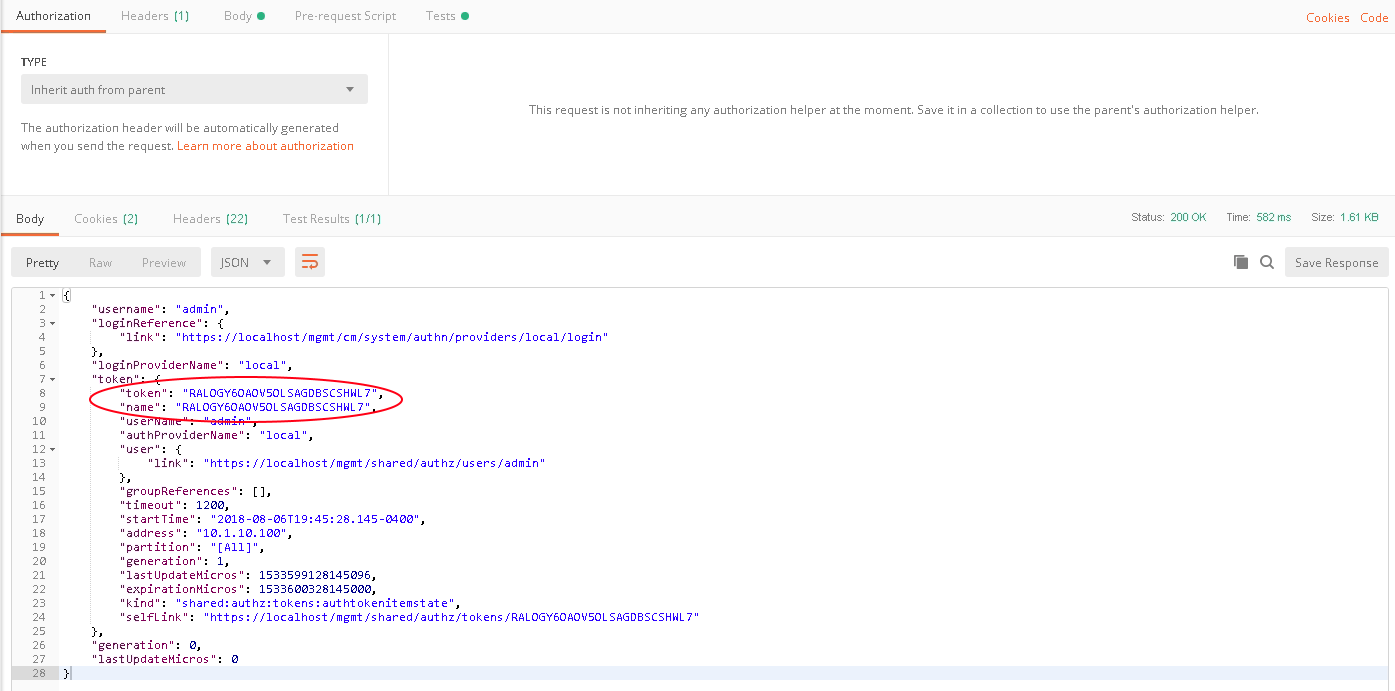 Authorization Headers (1) Body Pre-request Script Tests Cookies Code
TYPE
Inherit auth from parent
This request is not inheriting any authorization helper at the moment. Save it in a collection to use the parent's authorization helper.
The authorization header will be automatically generated
when you send the request. Learn more about authorization
Body Cookies (2) Headers (22) Test Results (1/1) Status: 200 OK Time: 582 ms Size: 1.61 KB
Pretty Raw Preview JSON Save Response
1 {
2 "username": "admin",
3 "loginReference": {
4 "link": "https://localhost/mgmt/cm/system/authn/providers/local/login"
5 },
6 "loginProviderName": "local",
7 "token": {
8 "token": "RALOGY6OAOV5OLSAGDBSCSHWL7",
9 "name": "RALOGY6OAOV5OLSAGDBSCSHWL7",
10 "userName": "admin",
11 "authProviderName": "local",
12 "user": {
13 "link": "https://localhost/mgmt/shared/authz/users/admin"
14 },
15 "groupReferences": [],
16 "timeout": 1200,
17 "startTime": "2018-08-06T19:45:28.145-0400",
18 "address": "10.1.10.100",
19 "partition": "[All]",
20 "generation": 1,
21 "lastUpdateMicros": 1533599128145096,
22 "expirationMicros": 1533600328145000,
23 "kind": "shared:authz:tokens:authtokenitemstate",
24 "selfLink": "https://localhost/mgmt/shared/authz/tokens/RALOGY6OAOV5OLSAGDBSCSHWL7"
25 },
26 "generation": 0,
27 "lastUpdateMicros": 0
28 }